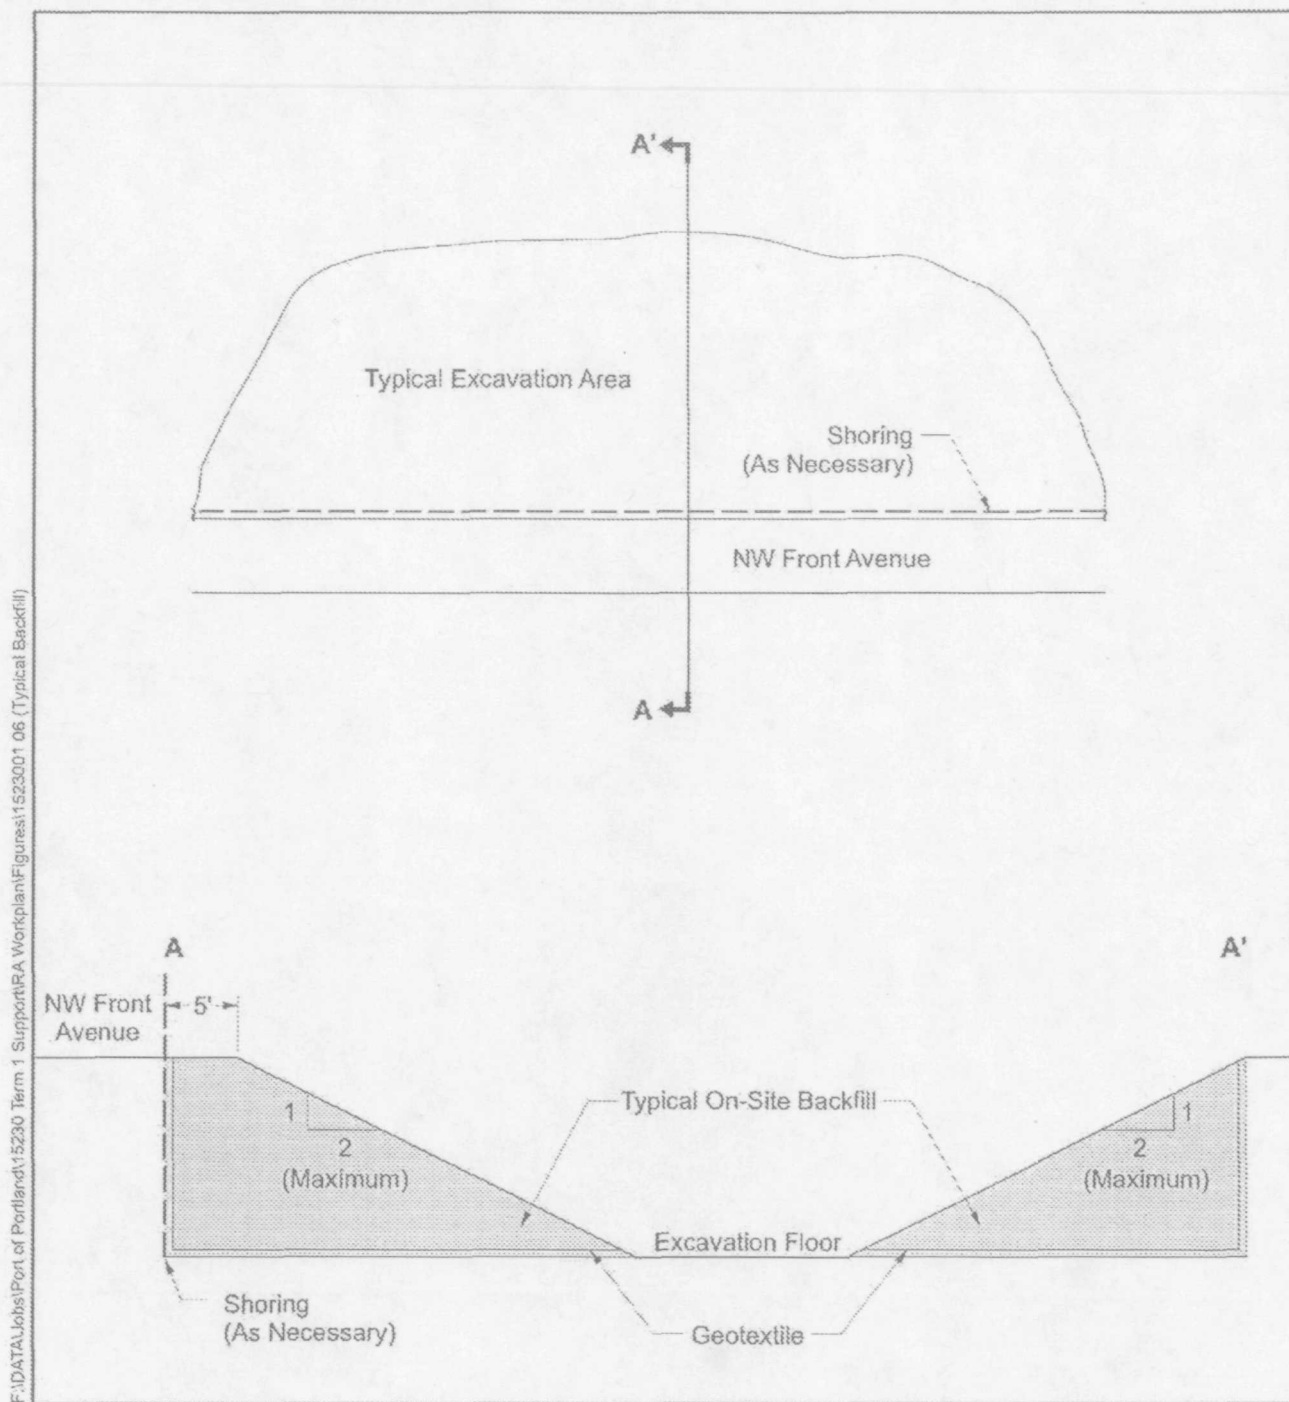 A'
Typical Excavation Area
Shoring
(As Necessary)
NW Front Avenue
A
A
A'
NW Front
Avenue
5'
1
2
(Maximum)
Typical On-Site Backfill
1
2
(Maximum)
Excavation Floor
Shoring
(As Necessary)
Geotextile
F:\DATA\Jobs\Port of Portland\15230 Term 1 Support\RA Workplan\Figures\1523001 06 (Typical Backfill)